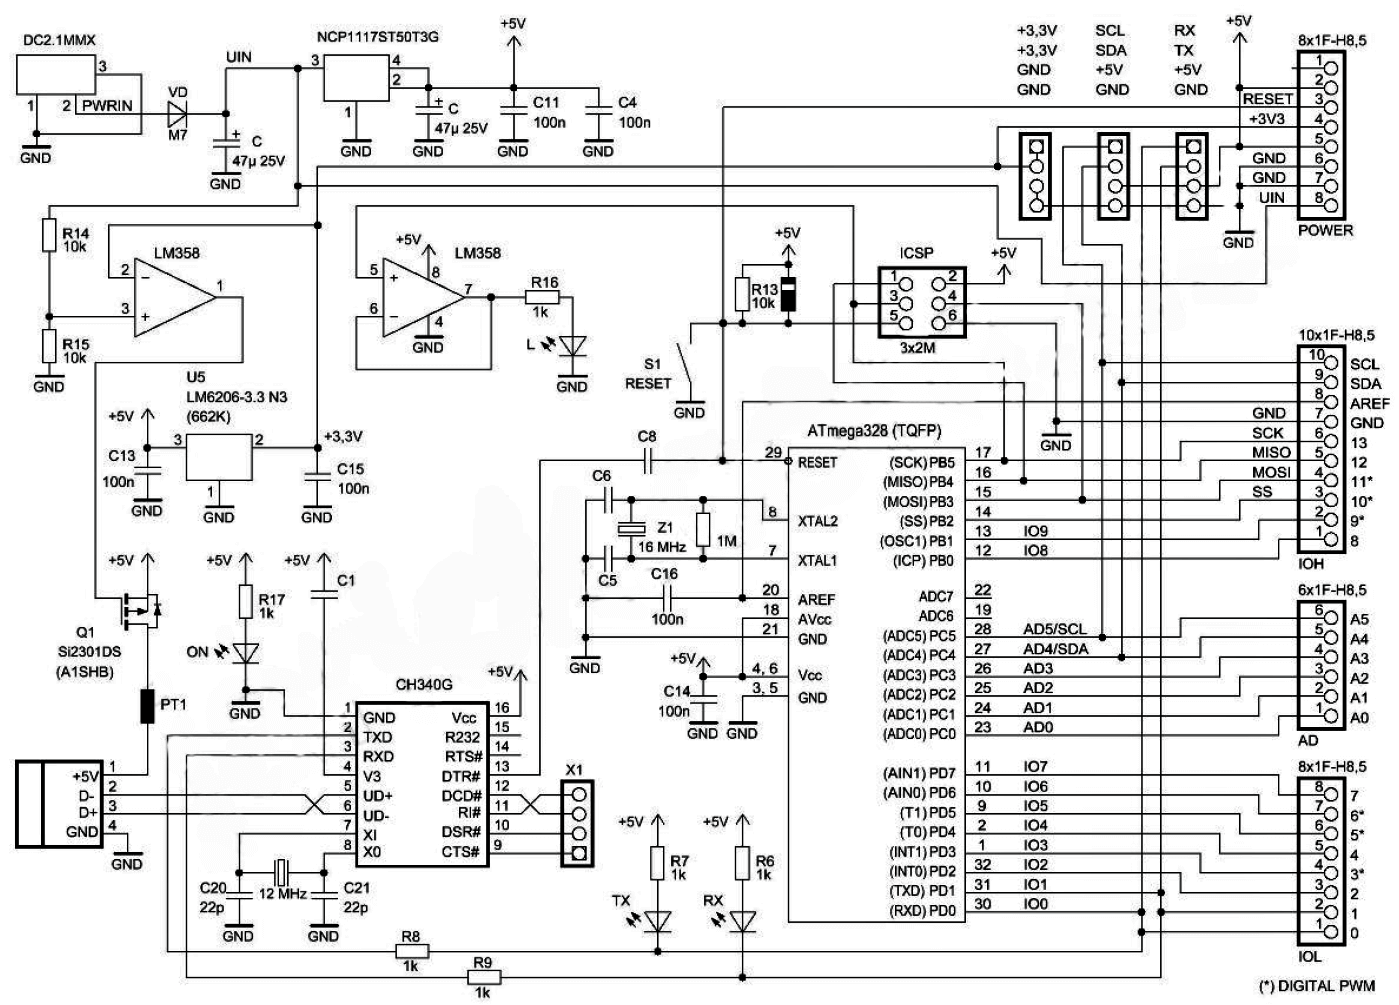 DC2.1MMX
3
1
2
PWRIN
GND
VD
M7
UIN
+
C
47µ 25V
GND
NCP1117ST50T3G
3
4
2
1
GND
+
C
47µ 25V
GND
+5V
C11
100n
GND
C4
100n
GND
+3,3V SCL RX
+3,3V SDA TX
GND +5V +5V
GND GND GND
+5V
8x1F-H8,5
1
2
RESET 3
+3V3 4
5
GND 6
GND 7
UIN 8
POWER
GND
R14
10k
R15
10k
GND
LM358
2
−
3
+
1
+5V
LM358
5
+
6
−
8
7
4
GND
R16
1k
L
GND
+5V
R13
10k
S1
RESET
GND
ICSP
1 2
3 4
5 6
3x2M
+5V
GND
10x1F-H8,5
10 SCL
9 SDA
8 AREF
GND 7 GND
SCK 6 13
MISO 5 12
MOSI 4 11*
SS 3 10*
2 9*
1 8
IOH
U5
LM6206-3.3 N3
(662K)
+5V
3
2
1
+3,3V
C13
100n
GND
GND
C15
100n
GND
+5V
Q1
Si2301DS
(A1SHB)
PT1
+5V
R17
1k
ON
GND
+5V
C1
C8
C6
Z1
16 MHz
1M
C5
C16
100n
GND
+5V
C14
100n
GND
GND
ATmega328 (TQFP)
29 RESET
8 XTAL2
7 XTAL1
20 AREF
18 AVcc
21 GND
4, 6 Vcc
3, 5 GND
(SCK) PB5 17
(MISO) PB4 16
(MOSI) PB3 15
(SS) PB2 14
(OSC1) PB1 13 IO9
(ICP) PB0 12 IO8
ADC7 22
ADC6 19
(ADC5) PC5 28 AD5/SCL
(ADC4) PC4 27 AD4/SDA
(ADC3) PC3 26 AD3
(ADC2) PC2 25 AD2
(ADC1) PC1 24 AD1
(ADC0) PC0 23 AD0
(AIN1) PD7 11 IO7
(AIN0) PD6 10 IO6
(T1) PD5 9 IO5
(T0) PD4 2 IO4
(INT1) PD3 1 IO3
(INT0) PD2 32 IO2
(TXD) PD1 31 IO1
(RXD) PD0 30 IO0
6x1F-H8,5
6 A5
5 A4
4 A3
3 A2
2 A1
1 A0
AD
8x1F-H8,5
8 7
7 6*
6 5*
5 4
4 3*
3 2
2 1
1 0
IOL
(*) DIGITAL PWM
+5V 1
D- 2
D+ 3
GND 4
GND
CH340G
1 GND
2 TXD
3 RXD
4 V3
5 UD+
6 UD-
7 XI
8 X0
Vcc 16
R232 15
RTS# 14
DTR# 13
DCD# 12
RI# 11
DSR# 10
CTS# 9
+5V
X1
C20
22p
GND
12 MHz
C21
22p
GND
+5V
R7
1k
TX
+5V
R6
1k
RX
R8
1k
R9
1k